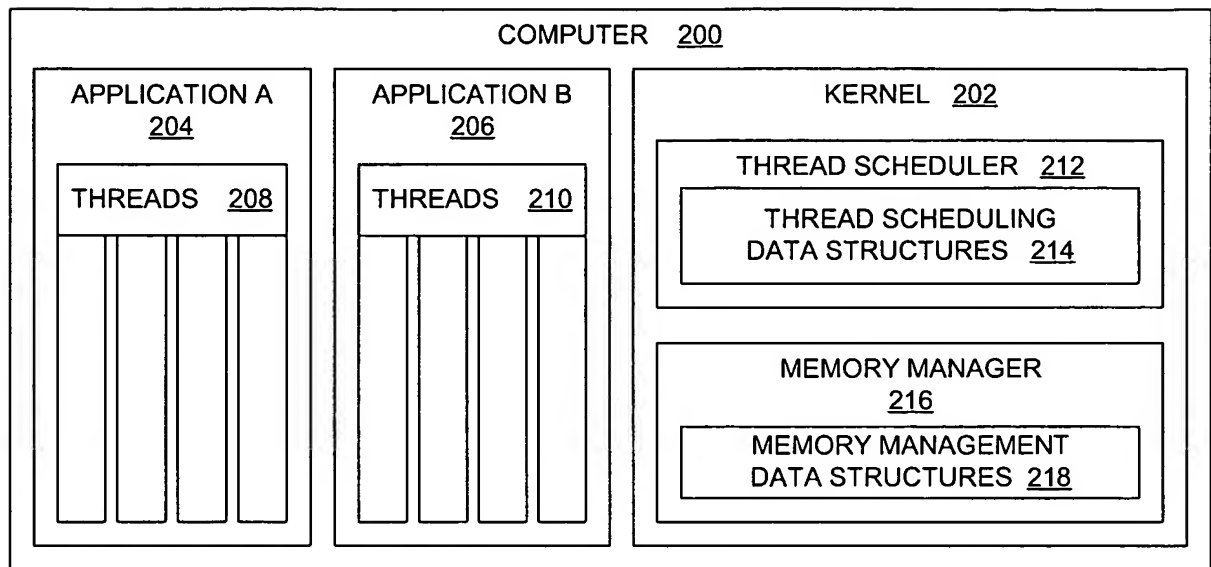 COMPUTER 200
APPLICATION A
204
THREADS 208
APPLICATION B
206
THREADS 210
KERNEL 202
THREAD SCHEDULER 212
THREAD SCHEDULING
DATA STRUCTURES 214
MEMORY MANAGER
216
MEMORY MANAGEMENT
DATA STRUCTURES 218